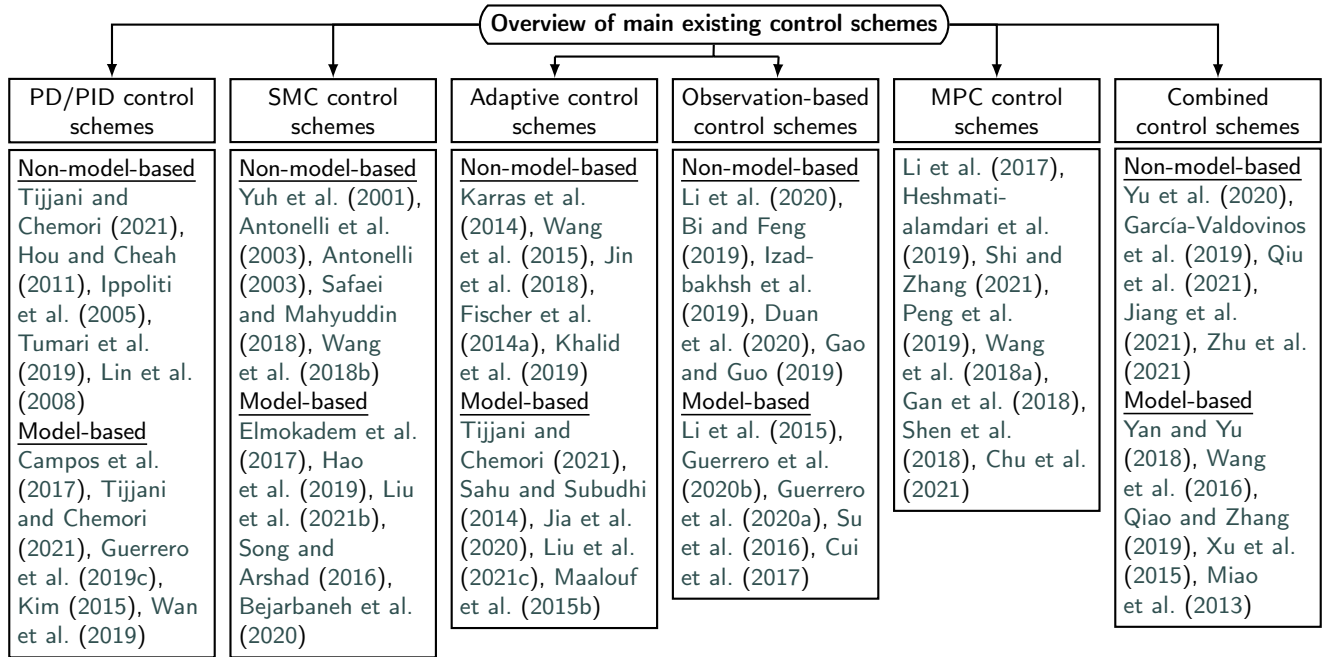 Overview of main existing control schemes
PD/PID control
schemes
Non-model-based
Tijjani and
Chemori (2021),
Hou and Cheah
(2011), Ippoliti
et al. (2005),
Tumari et al.
(2019), Lin et al.
(2008)
Model-based
Campos et al.
(2017), Tijjani
and Chemori
(2021), Guerrero
et al. (2019c),
Kim (2015), Wan
et al. (2019)
SMC control
schemes
Non-model-based
Yuh et al. (2001),
Antonelli et al.
(2003), Antonelli
(2003), Safaei
and Mahyuddin
(2018), Wang
et al. (2018b)
Model-based
Elmokadem et al.
(2017), Hao
et al. (2019), Liu
et al. (2021b),
Song and
Arshad (2016),
Bejarbaneh et al.
(2020)
Adaptive control
schemes
Non-model-based
Karras et al.
(2014), Wang
et al. (2015), Jin
et al. (2018),
Fischer et al.
(2014a), Khalid
et al. (2019)
Model-based
Tijjani and
Chemori (2021),
Sahu and Subudhi
(2014), Jia et al.
(2020), Liu et al.
(2021c), Maalouf
et al. (2015b)
Observation-based
control schemes
Non-model-based
Li et al. (2020),
Bi and Feng
(2019), Izad-
bakhsh et al.
(2019), Duan
et al. (2020), Gao
and Guo (2019)
Model-based
Li et al. (2015),
Guerrero et al.
(2020b), Guerrero
et al. (2020a), Su
et al. (2016), Cui
et al. (2017)
MPC control
schemes
Li et al. (2017),
Heshmati-
alamdari et al.
(2019), Shi and
Zhang (2021),
Peng et al.
(2019), Wang
et al. (2018a),
Gan et al. (2018),
Shen et al.
(2018), Chu et al.
(2021)
Combined
control schemes
Non-model-based
Yu et al. (2020),
García-Valdovinos
et al. (2019), Qiu
et al. (2021),
Jiang et al.
(2021), Zhu et al.
(2021)
Model-based
Yan and Yu
(2018), Wang
et al. (2016),
Qiao and Zhang
(2019), Xu et al.
(2015), Miao
et al. (2013)